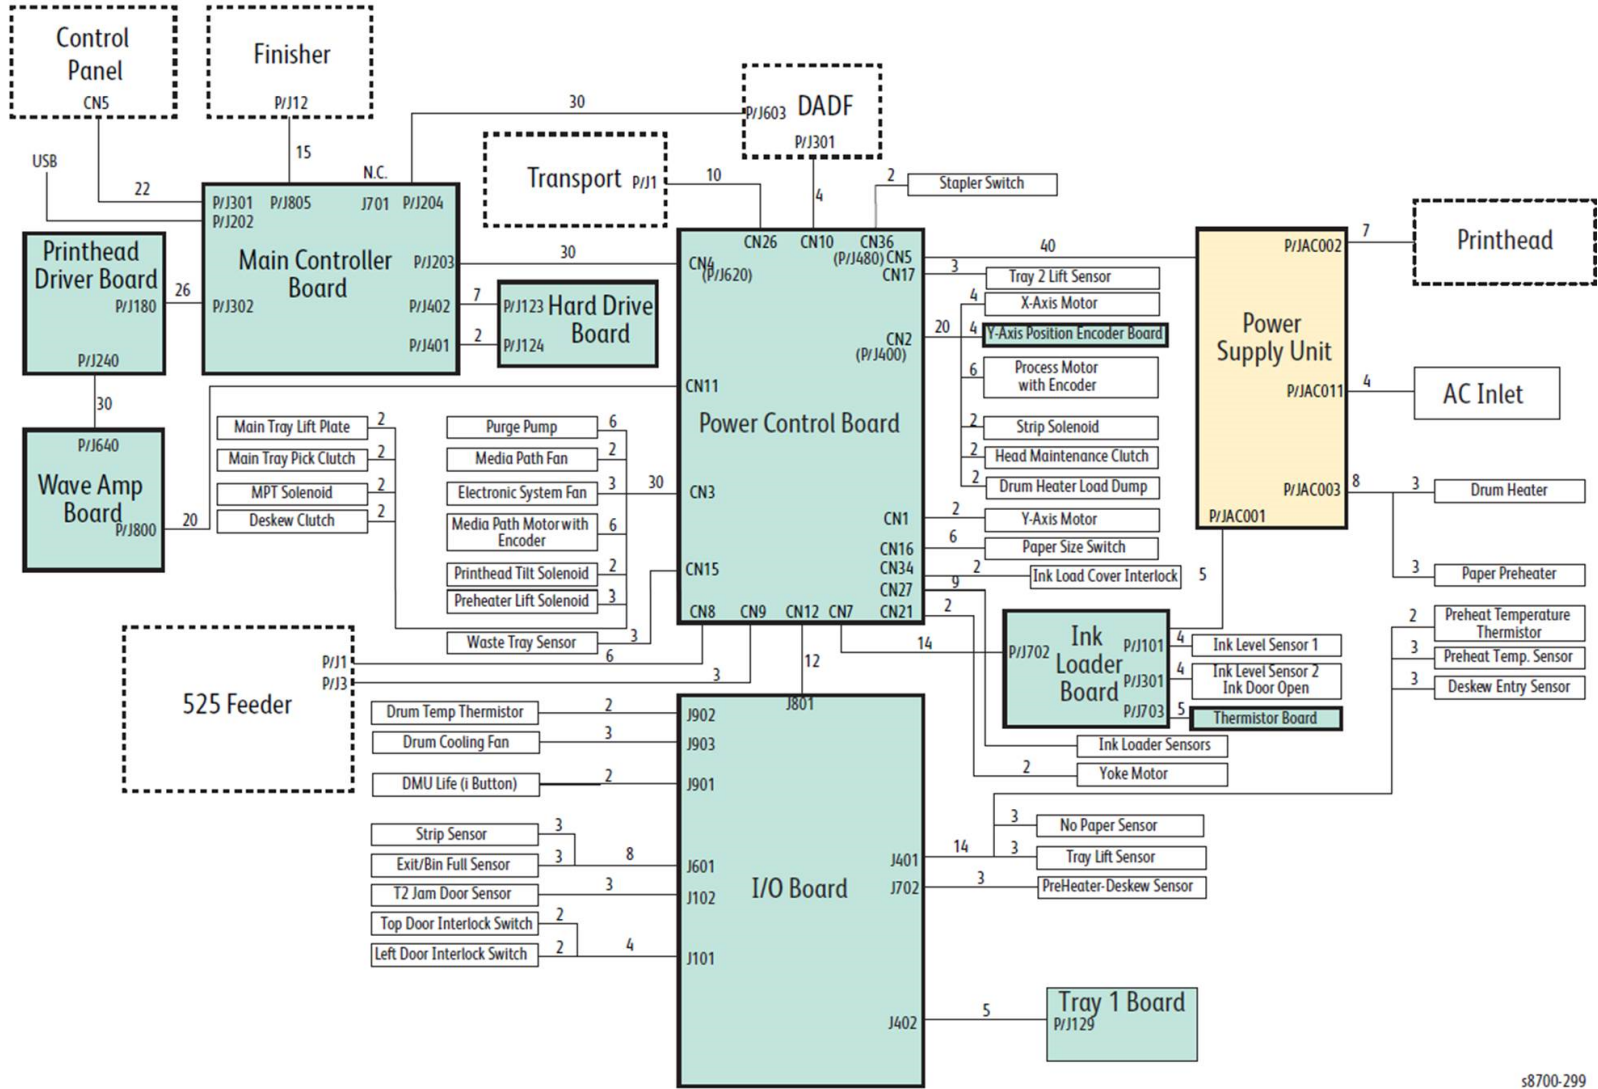 Control
Panel
CN5
Finisher
P/J12
30
P/J603
DADF
P/J301
USB
22
15
N.C.
Transport P/J1
10
4
2
Stapler Switch
P/J301 P/J805 J701 P/J204
P/J202
Main Controller
Board
P/J203
P/J302
P/J402
P/J401
Printhead
Driver Board
P/J180
P/J240
26
30
30
7
2
P/J123 Hard Drive
Board
P/J124
CN26 CN10 CN36
(P/J480) CN5
CN4
(P/J620)
CN17
CN2
(P/J400)
CN11
Power Control Board
CN3
CN1
CN16
CN34
CN27
CN15
CN21
CN8 CN9 CN12 CN7
40
3
Tray 2 Lift Sensor
4
X-Axis Motor
20
4
Y-Axis Position Encoder Board
6
Process Motor
with Encoder
2
Strip Solenoid
2
Head Maintenance Clutch
2
Drum Heater Load Dump
2
Y-Axis Motor
6
Paper Size Switch
2
Ink Load Cover Interlock
9
2
P/JAC002
Power
Supply Unit
P/JAC011
P/JAC003
P/JAC001
7
Printhead
4
AC Inlet
8
3
Drum Heater
3
Paper Preheater
5
P/J640
Wave Amp
Board
P/J800
20
Main Tray Lift Plate
2
Main Tray Pick Clutch
2
MPT Solenoid
2
Deskew Clutch
2
Purge Pump
6
Media Path Fan
2
Electronic System Fan
3
30
Media Path Motor with
Encoder
6
Printhead Tilt Solenoid
2
Preheater Lift Solenoid
3
Waste Tray Sensor
3
525 Feeder
P/J1
P/J3
6
3
12
14
P/J702
Ink
Loader
Board
P/J101
P/J301
P/J703
4
Ink Level Sensor 1
4
Ink Level Sensor 2
Ink Door Open
5
Thermistor Board
2
Preheat Temperature
Thermistor
3
Preheat Temp. Sensor
3
Deskew Entry Sensor
Ink Loader Sensors
2
Yoke Motor
J801
J902
J903
J901
J601
J102
J101
I/O Board
J401
J702
J402
Drum Temp Thermistor
2
Drum Cooling Fan
3
DMU Life (i Button)
2
Strip Sensor
3
Exit/Bin Full Sensor
3
8
T2 Jam Door Sensor
3
Top Door Interlock Switch
2
Left Door Interlock Switch
2
4
14
3
No Paper Sensor
3
Tray Lift Sensor
3
PreHeater-Deskew Sensor
5
Tray 1 Board
P/J129
s8700-299